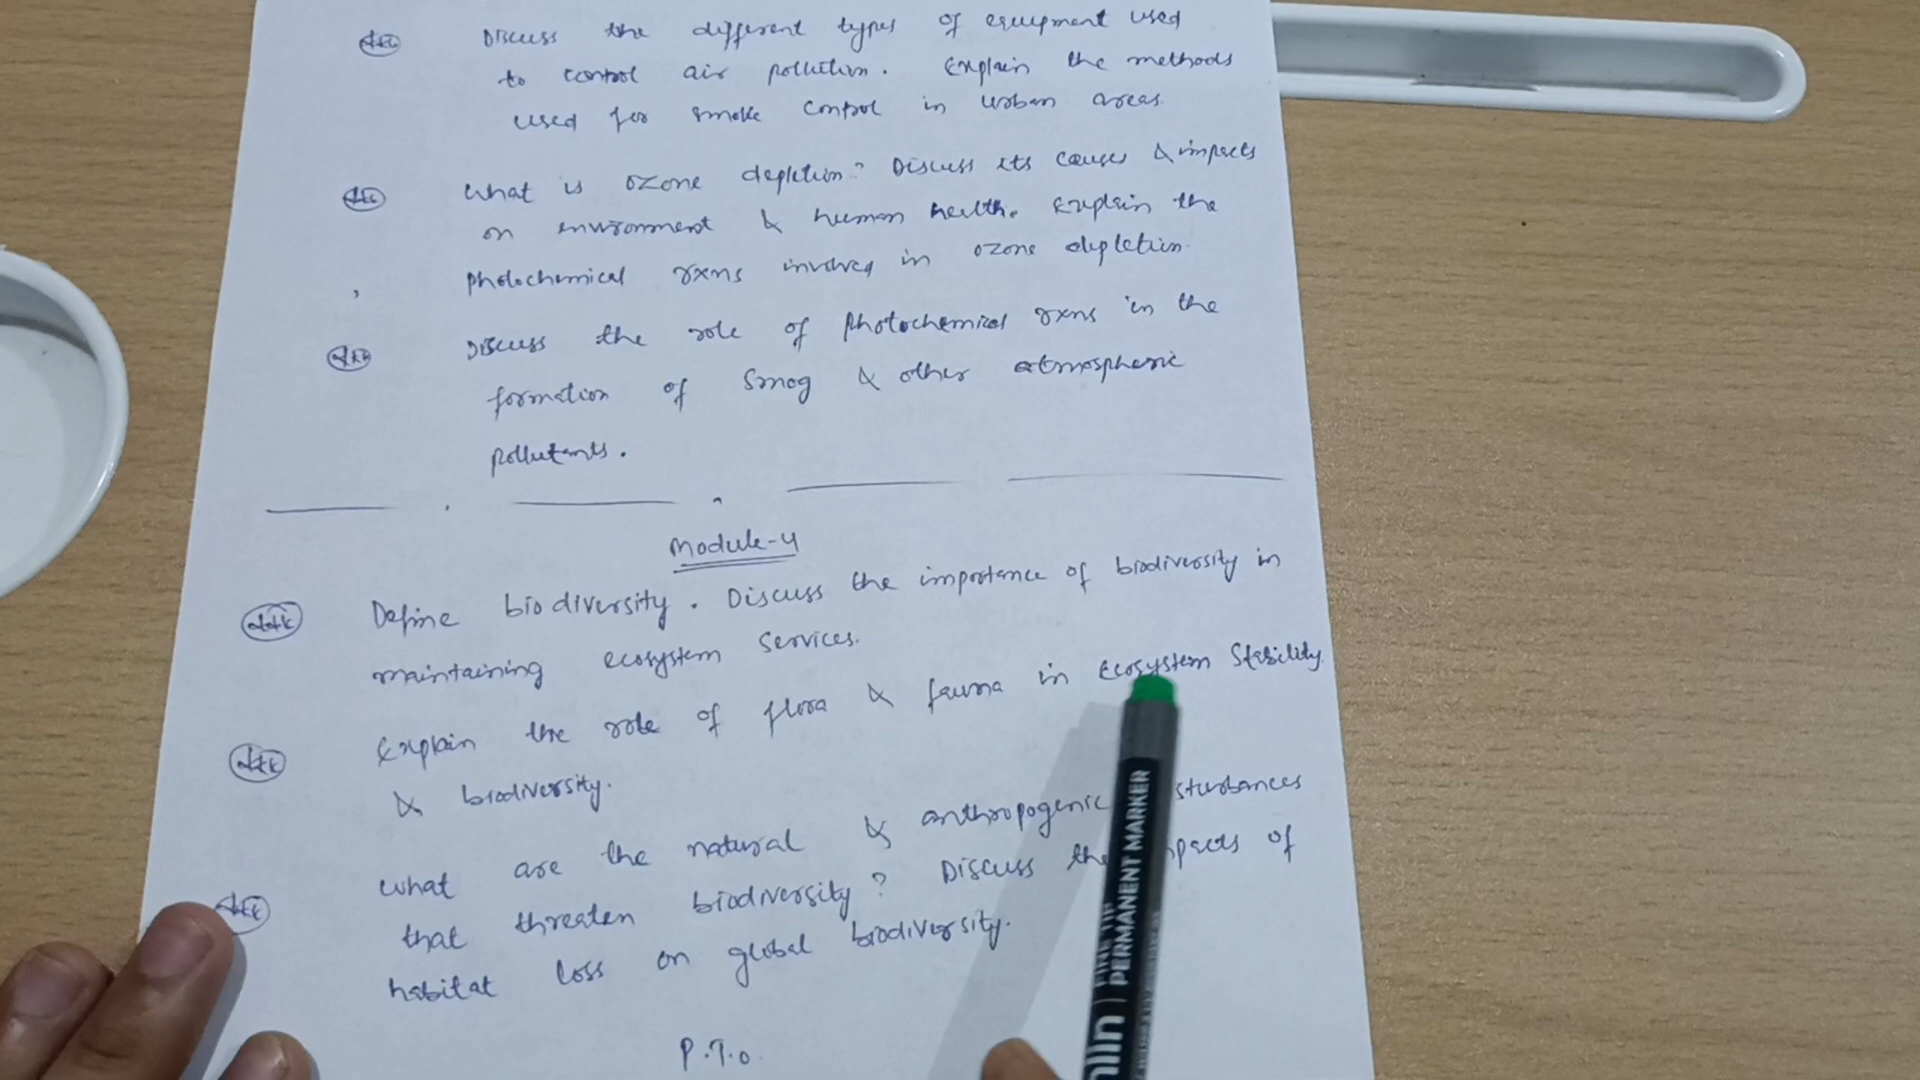 Discuss the different types of equipment used
to control air pollution. Explain the methods
used for smoke control in urban areas.
What is ozone depletion? Discuss its causes & impacts
on environment & human health. Explain the
photochemical rxns involved in ozone depletion.
Discuss the role of photochemical rxns in the
formation of smog & other atmospheric
pollutants.
Module-4
Define biodiversity. Discuss the importance of biodiversity in
maintaining ecosystem services.
Explain the role of flora & fauna in Ecosystem Stability
& biodiversity.
What are the natural & anthropogenic
that threaten biodiversity? Discuss the of
habitat loss on global biodiversity.
P.T.O
FINE TIP
PERMANENT MARKER